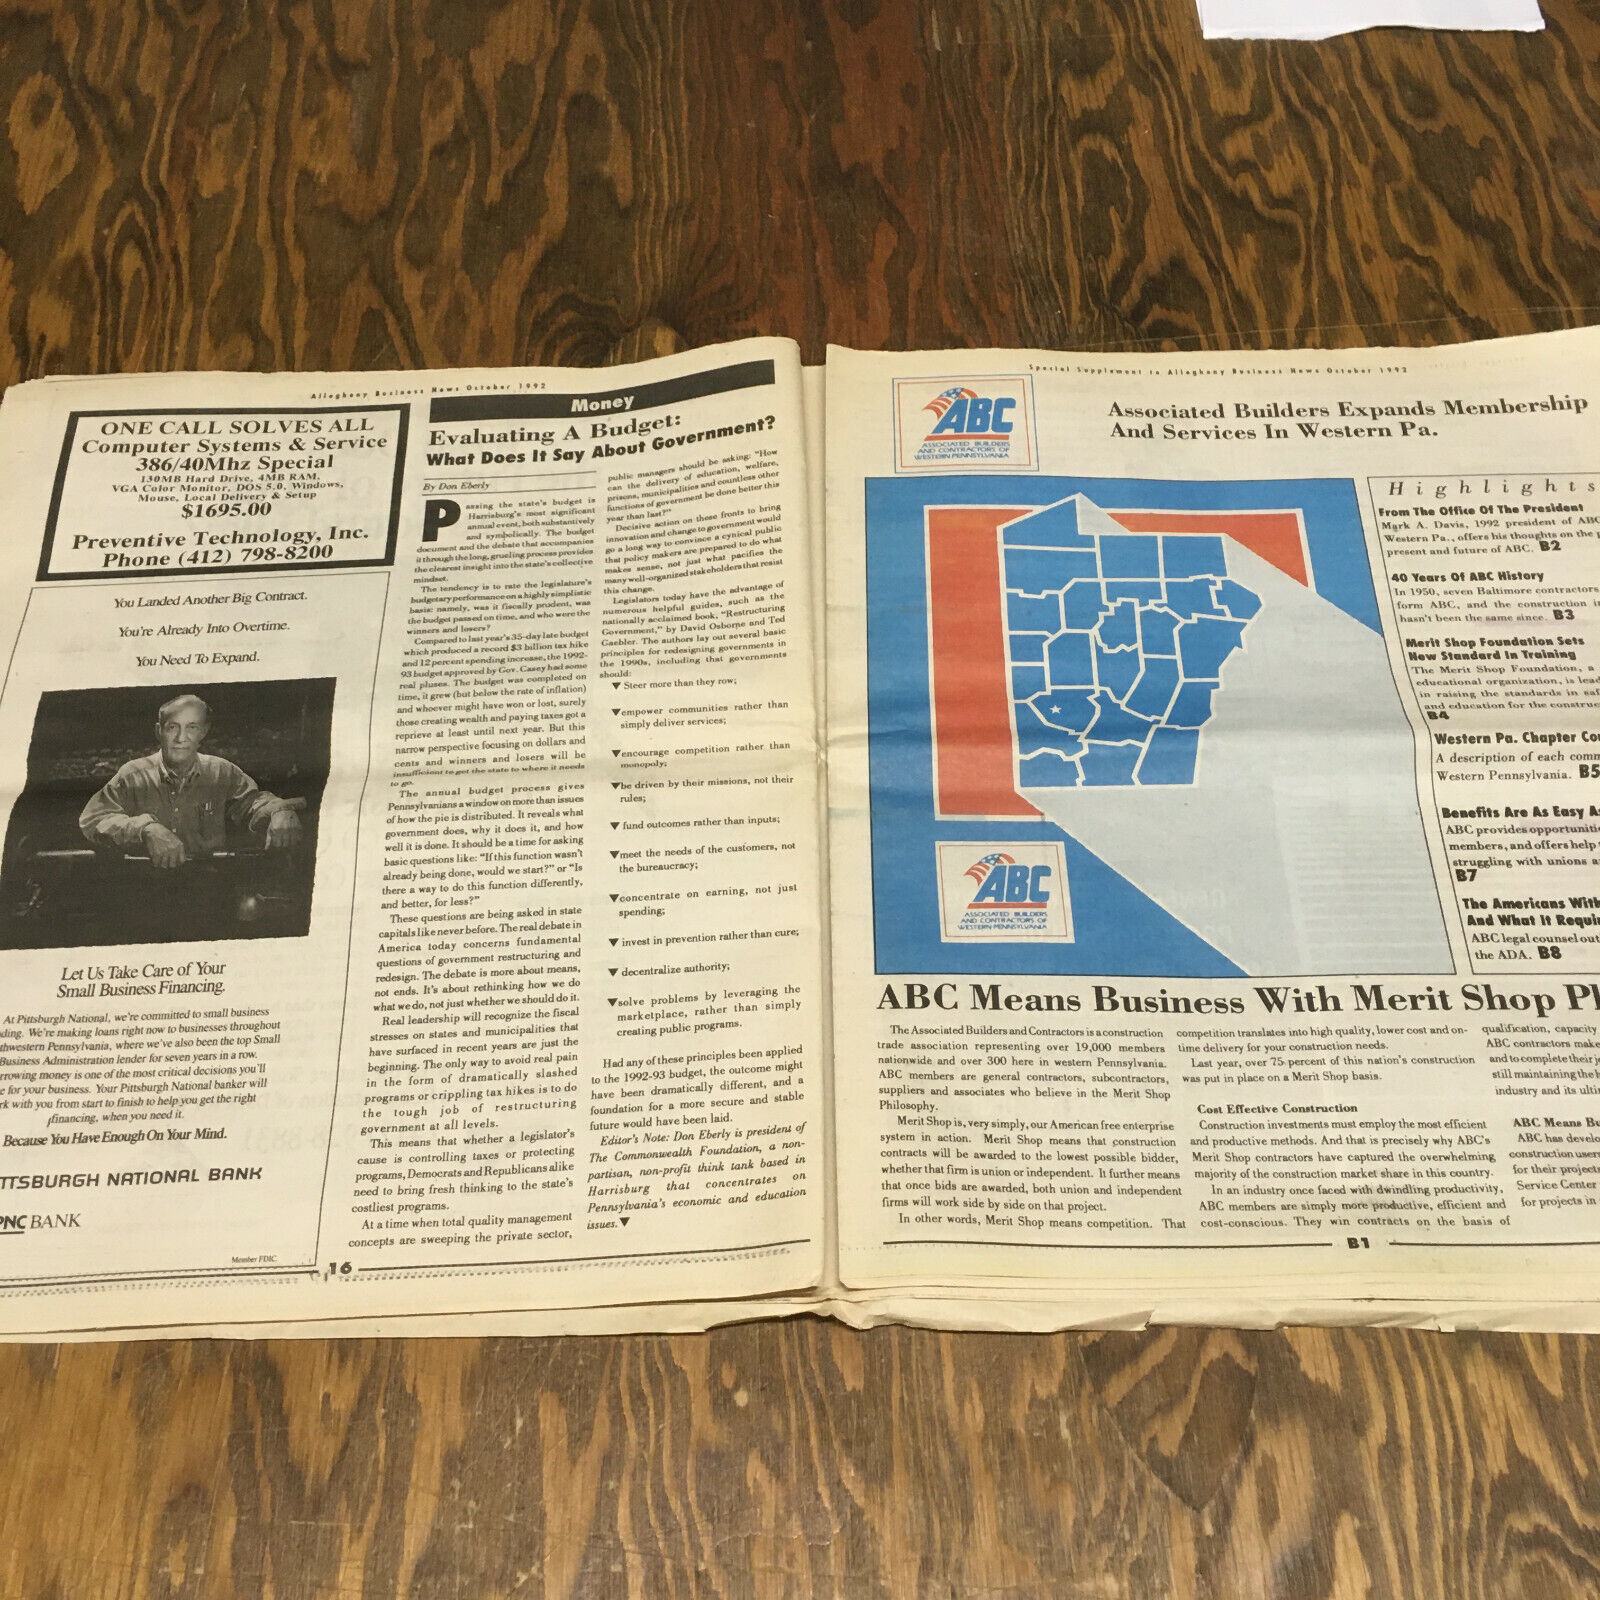 Alleghony Business News October 1992
ONE CALL SOLVES ALL
Computer Systems & Service
386/40Mhz Special
130MB Hard Drive, 4MB RAM,
VGA Color Monitor, DOS 5.0, Windows,
Mouse, Local Delivery & Setup
$1695.00
Preventive Technology, Inc.
Phone (412) 798-8200
You Landed Another Big Contract.
You're Already Into Overtime.
You Need To Expand.
Let Us Take Care of Your
Small Business Financing.
At Pittsburgh National, we're committed to small business
ding. We're making loans right now to businesses throughout
thwestern Pennsylvania, where we've also been the top Small
Business Administration lender for seven years in a row.
rrowing money is one of the most critical decisions you'll
e for your business. Your Pittsburgh National banker will
rk with you from start to finish to help you get the right
financing, when you need it.
Because You Have Enough On Your Mind.
TTSBURGH NATIONAL BANK
PNC BANK
Member FDIC
Money
Evaluating A Budget:
What Does It Say About Government?
By Don Eberly
Passing the state's budget is
Harrisburg's most significant
annual event, both substantively
and symbolically. The budget
document and the debate that accompanies
it through the long, grueling process provides
the clearest insight into the state's collective
mindset.
The tendency is to rate the legislature's
budgetary performance on a highly simplistic
basis: namely, was it fiscally prudent, was
the budget passed on time, and who were the
winners and losers?
Compared to last year's 35-day late budget
which produced a record $3 billion tax hike
and 12 percent spending increase, the 1992-
93 budget approved by Gov. Casey had some
real pluses. The budget was completed on
time, it grew (but below the rate of inflation)
and whoever might have won or lost, surely
those creating wealth and paying taxes got a
reprieve at least until next year. But this
narrow perspective focusing on dollars and
cents and winners and losers will be
insufficient to get the state to where it needs
to go.
The annual budget process gives
Pennsylvanians a window on more than issues
of how the pie is distributed. It reveals what
government does, why it does it, and how
well it is done. It should be a time for asking
basic questions like: "If this function wasn't
already being done, would we start?" or "Is
there a way to do this function differently,
and better, for less?"
These questions are being asked in state
capitals like never before. The real debate in
America today concerns fundamental
questions of government restructuring and
redesign. The debate is more about means,
not ends. It's about rethinking how we do
what we do, not just whether we should do it.
Real leadership will recognize the fiscal
stresses on states and municipalities that
have surfaced in recent years are just the
beginning. The only way to avoid real pain
in the form of dramatically slashed
programs or crippling tax hikes is to do
the tough job of restructuring
government at all levels.
This means that whether a legislator's
cause is controlling taxes or protecting
programs, Democrats and Republicans alike
need to bring fresh thinking to the state's
costliest programs.
At a time when total quality management
concepts are sweeping the private sector,
public managers should be asking: "How
can the delivery of education, welfare,
prisons, municipalities and countless other
functions of government be done better this
year than last?"
Decisive action on these fronts to bring
innovation and change to government would
go a long way to convince a cynical public
that policy makers are prepared to do what
makes sense, not just what pacifies the
many well-organized stakeholders that resist
this change.
Legislators today have the advantage of
numerous helpful guides, such as the
nationally acclaimed book, "Restructuring
Government," by David Osborne and Ted
Gaebler. The authors lay out several basic
principles for redesigning governments in
the 1990s, including that governments
should:
▼ Steer more than they row;
▼ empower communities rather than
simply deliver services;
▼ encourage competition rather than
monopoly;
▼ be driven by their missions, not their
rules;
▼ fund outcomes rather than inputs;
▼ meet the needs of the customers, not
the bureaucracy;
▼ concentrate on earning, not just
spending;
▼ invest in prevention rather than cure;
▼ decentralize authority;
▼ solve problems by leveraging the
marketplace, rather than simply
creating public programs.
Had any of these principles been applied
to the 1992-93 budget, the outcome might
have been dramatically different, and a
foundation for a more secure and stable
future would have been laid.
Editor's Note: Don Eberly is president of
The Commonwealth Foundation, a non-
partisan, non-profit think tank based in
Harrisburg that concentrates on
Pennsylvania's economic and education
issues. ▼
16
Special Supplement to Alleghony Business News October 1992
ABC
ASSOCIATED BUILDERS
AND CONTRACTORS OF
WESTERN PENNSYLVANIA
Associated Builders Expands Membership
And Services In Western Pa.
ABC
ASSOCIATED BUILDERS
AND CONTRACTORS OF
WESTERN PENNSYLVANIA
Highlights
From The Office Of The President
Mark A. Davis, 1992 president of ABC
Western Pa., offers his thoughts on the p
present and future of ABC. B2
40 Years Of ABC History
In 1950, seven Baltimore contractors
form ABC, and the construction in
hasn't been the same since. B3
Merit Shop Foundation Sets
New Standard In Training
The Merit Shop Foundation, a
educational organization, is lead
in raising the standards in saf
and education for the construc
B4
Western Pa. Chapter Co
A description of each comm
Western Pennsylvania. B5
Benefits Are As Easy A
ABC provides opportuniti
members, and offers help
struggling with unions a
B7
The Americans With
And What It Requi
ABC legal counsel out
the ADA. B8
ABC Means Business With Merit Shop Ph
The Associated Builders and Contractors is a construction
trade association representing over 19,000 members
nationwide and over 300 here in western Pennsylvania.
ABC members are general contractors, subcontractors,
suppliers and associates who believe in the Merit Shop
Philosophy.
Merit Shop is, very simply, our American free enterprise
system in action. Merit Shop means that construction
contracts will be awarded to the lowest possible bidder,
whether that firm is union or independent. It further means
that once bids are awarded, both union and independent
firms will work side by side on that project.
In other words, Merit Shop means competition. That
competition translates into high quality, lower cost and on-
time delivery for your construction needs.
Last year, over 75 percent of this nation's construction
was put in place on a Merit Shop basis.
Cost Effective Construction
Construction investments must employ the most efficient
and productive methods. And that is precisely why ABC's
Merit Shop contractors have captured the overwhelming
majority of the construction market share in this country.
In an industry once faced with dwindling productivity,
ABC members are simply more productive, efficient and
cost-conscious. They win contracts on the basis of
qualification, capacity
ABC contractors make
and to complete their j
still maintaining the h
industry and its ulti
ABC Means Bu
ABC has develo
construction users
for their projects
Service Center
for projects in
B1